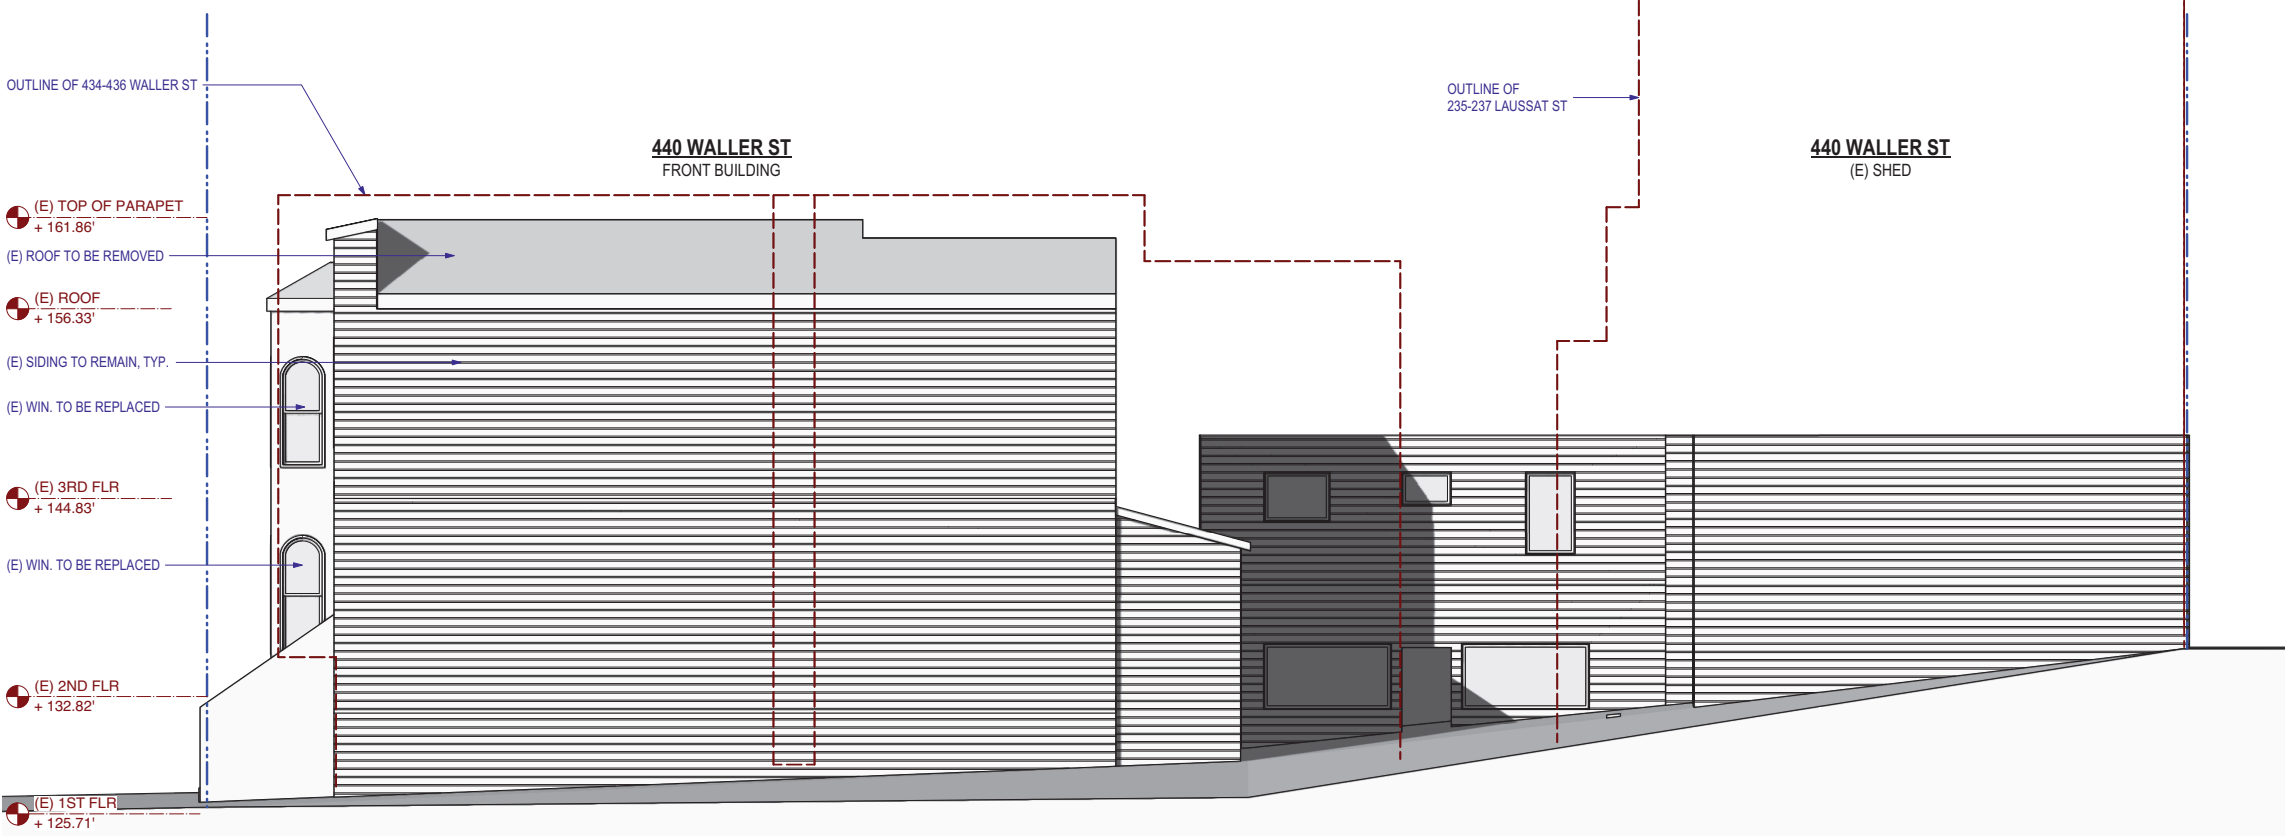 OUTLINE OF 434-436 WALLER ST
OUTLINE OF
235-237 LAUSSAT ST
440 WALLER ST
FRONT BUILDING
440 WALLER ST
(E) SHED
(E) TOP OF PARAPET
+ 161.86'
(E) ROOF TO BE REMOVED
(E) ROOF
+ 156.33'
(E) SIDING TO REMAIN, TYP.
(E) WIN. TO BE REPLACED
(E) 3RD FLR
+ 144.83'
(E) WIN. TO BE REPLACED
(E) 2ND FLR
+ 132.82'
(E) 1ST FLR
+ 125.71'